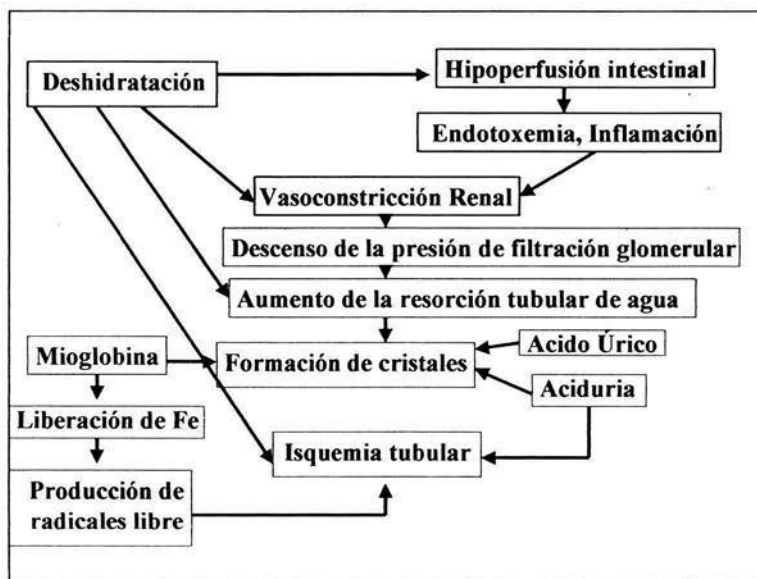 Deshidratación
Hipoperfusión intestinal
Endotoxemia, Inflamación
Vasoconstricción Renal
Descenso de la presión de filtración glomerular
Aumento de la resorción tubular de agua
Mioglobina
Formación de cristales
Acido Úrico
Aciduria
Liberación de Fe
Isquemia tubular
Producción de
radicales libre